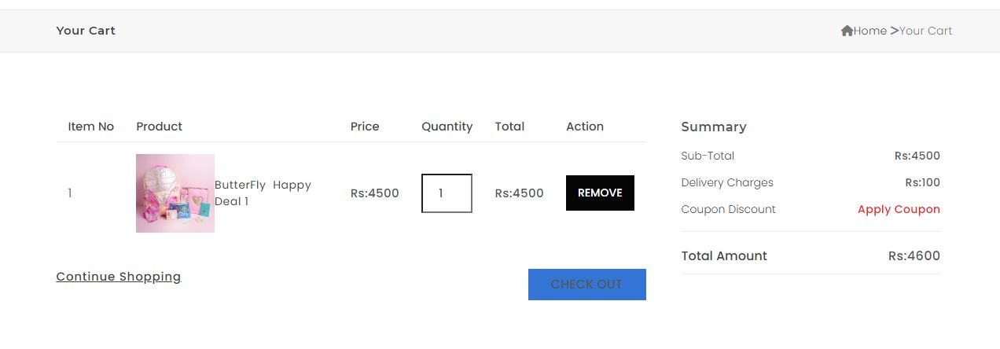 Your Cart
Home >Your Cart
Item No Product Price Quantity Total Action
1 ButterFly Happy Deal 1 Rs:4500 1 Rs:4500 REMOVE
Continue Shopping
CHECK OUT
Summary
Sub-Total Rs:4500
Delivery Charges Rs:100
Coupon Discount Apply Coupon
Total Amount Rs:4600